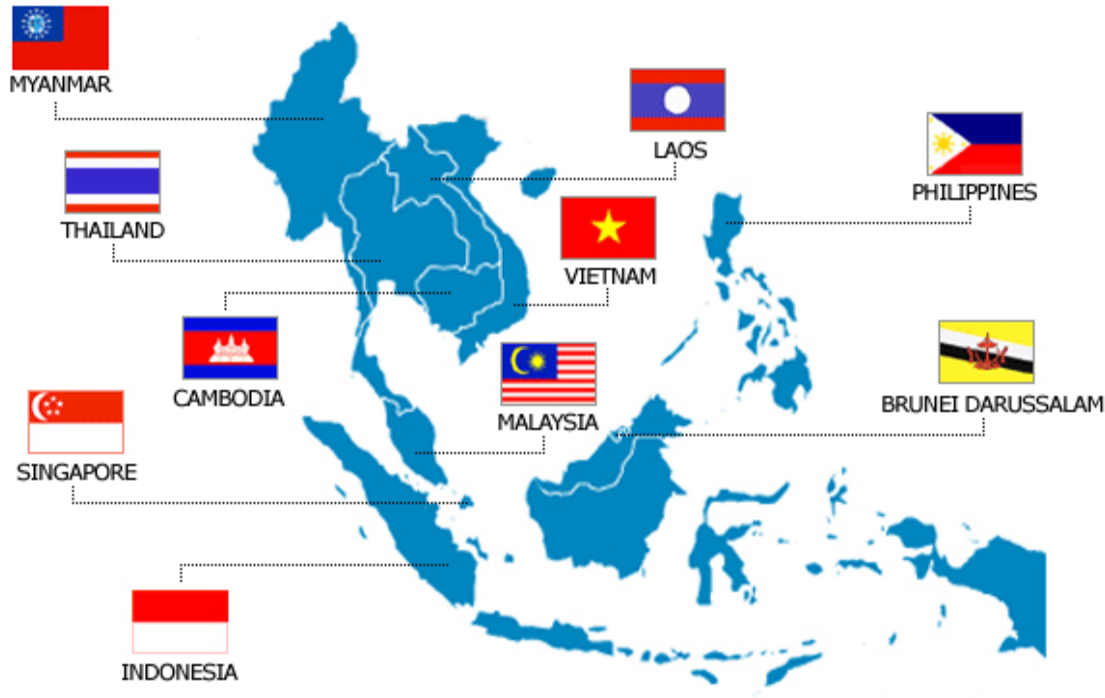 MYANMAR
LAOS
THAILAND
PHILIPPINES
VIETNAM
CAMBODIA
MALAYSIA
BRUNEI DARUSSALAM
SINGAPORE
INDONESIA